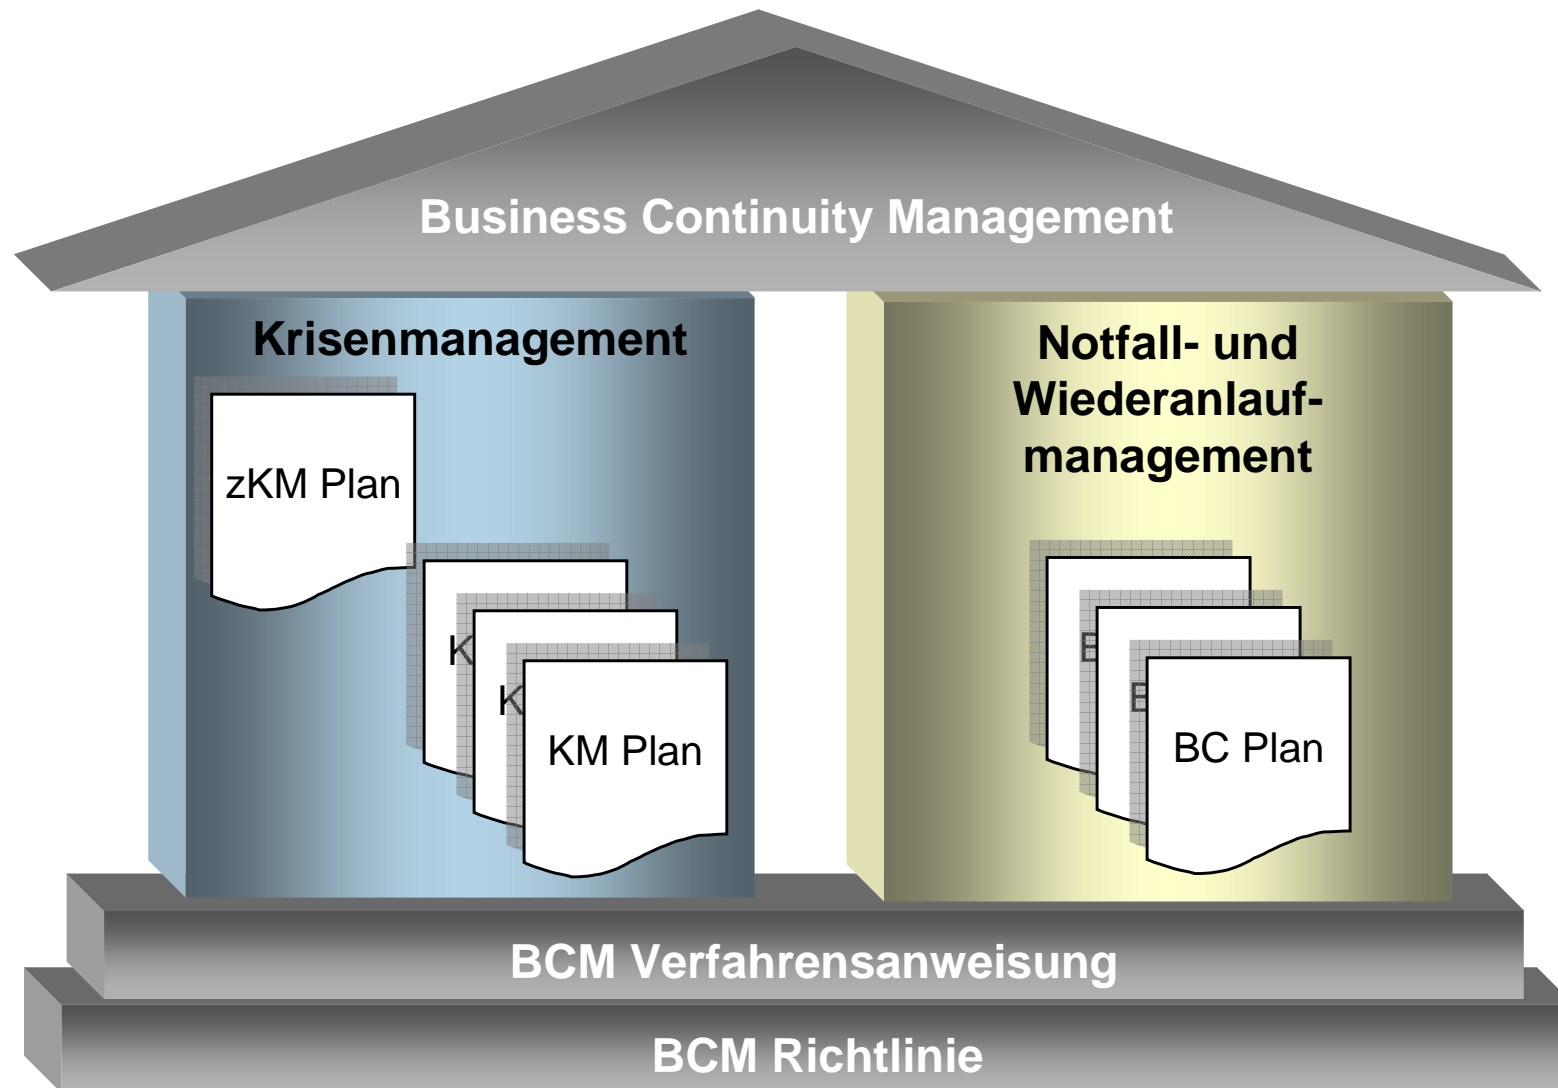 Business Continuity Management
Krisenmanagement
zKM Plan
K
K
KM Plan
Notfall- und
Wiederanlauf-
management
BC Plan
BCM Verfahrensanweisung
BCM Richtlinie